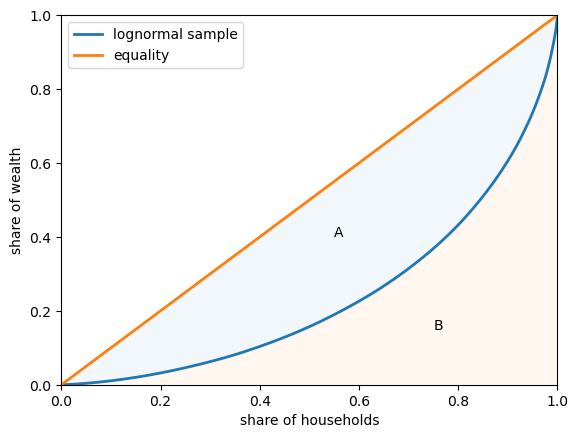 lognormal sample
equality
1.0
0.8
0.6
0.4
0.2
0.0
share of wealth
A
B
0.0 0.2 0.4 0.6 0.8 1.0
share of households